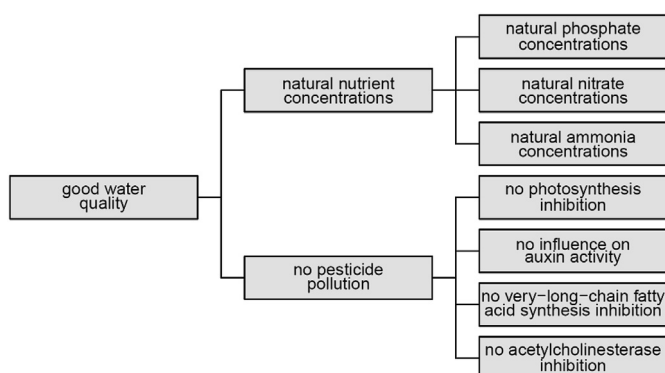 natural phosphate
concentrations
natural nutrient
concentrations
natural nitrate
concentrations
natural ammonia
concentrations
good water
quality
no photosynthesis
inhibition
no pesticide
pollution
no influence on
auxin activity
no very−long−chain fatty
acid synthesis inhibition
no acetylcholinesterase
inhibition